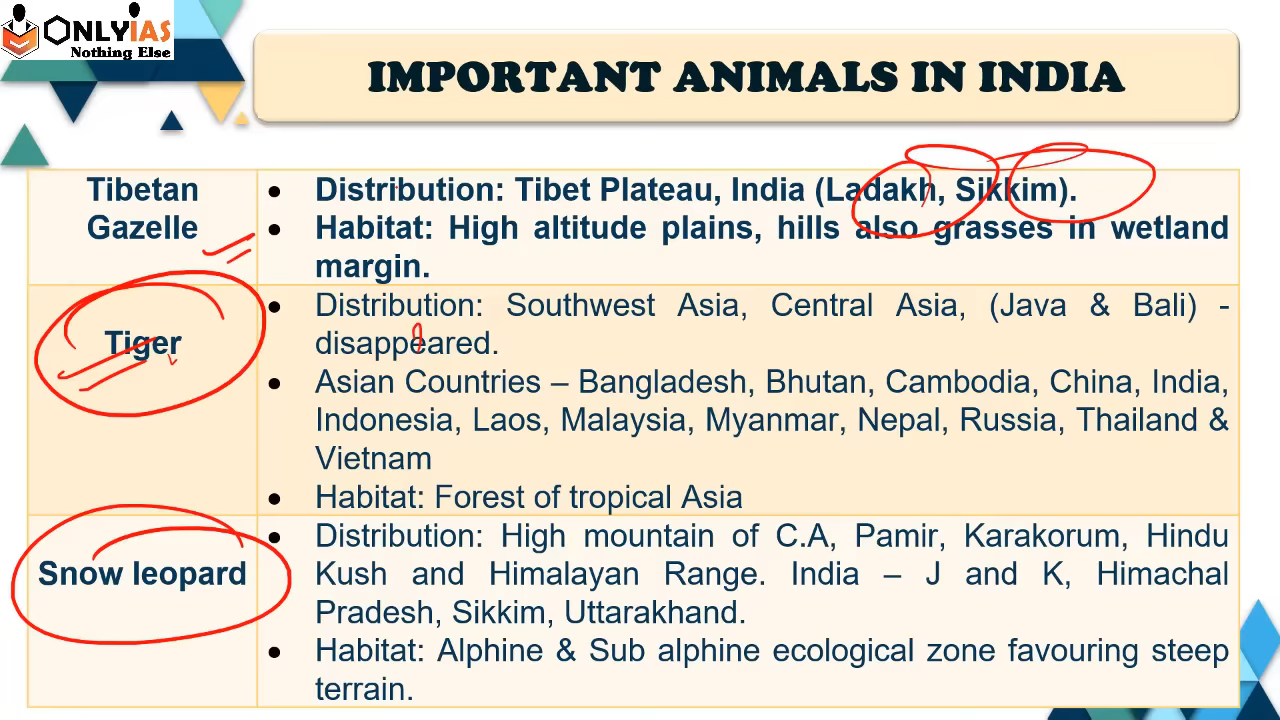 ONLYIAS
Nothing Else
IMPORTANT ANIMALS IN INDIA
Tibetan
Gazelle
• Distribution: Tibet Plateau, India (Ladakh, Sikkim).
• Habitat: High altitude plains, hills also grasses in wetland
margin.
Tiger
• Distribution: Southwest Asia, Central Asia, (Java & Bali) -
disappeared.
• Asian Countries – Bangladesh, Bhutan, Cambodia, China, India,
Indonesia, Laos, Malaysia, Myanmar, Nepal, Russia, Thailand &
Vietnam
• Habitat: Forest of tropical Asia
Snow leopard
• Distribution: High mountain of C.A, Pamir, Karakorum, Hindu
Kush and Himalayan Range. India – J and K, Himachal
Pradesh, Sikkim, Uttarakhand.
• Habitat: Alphine & Sub alphine ecological zone favouring steep
terrain.